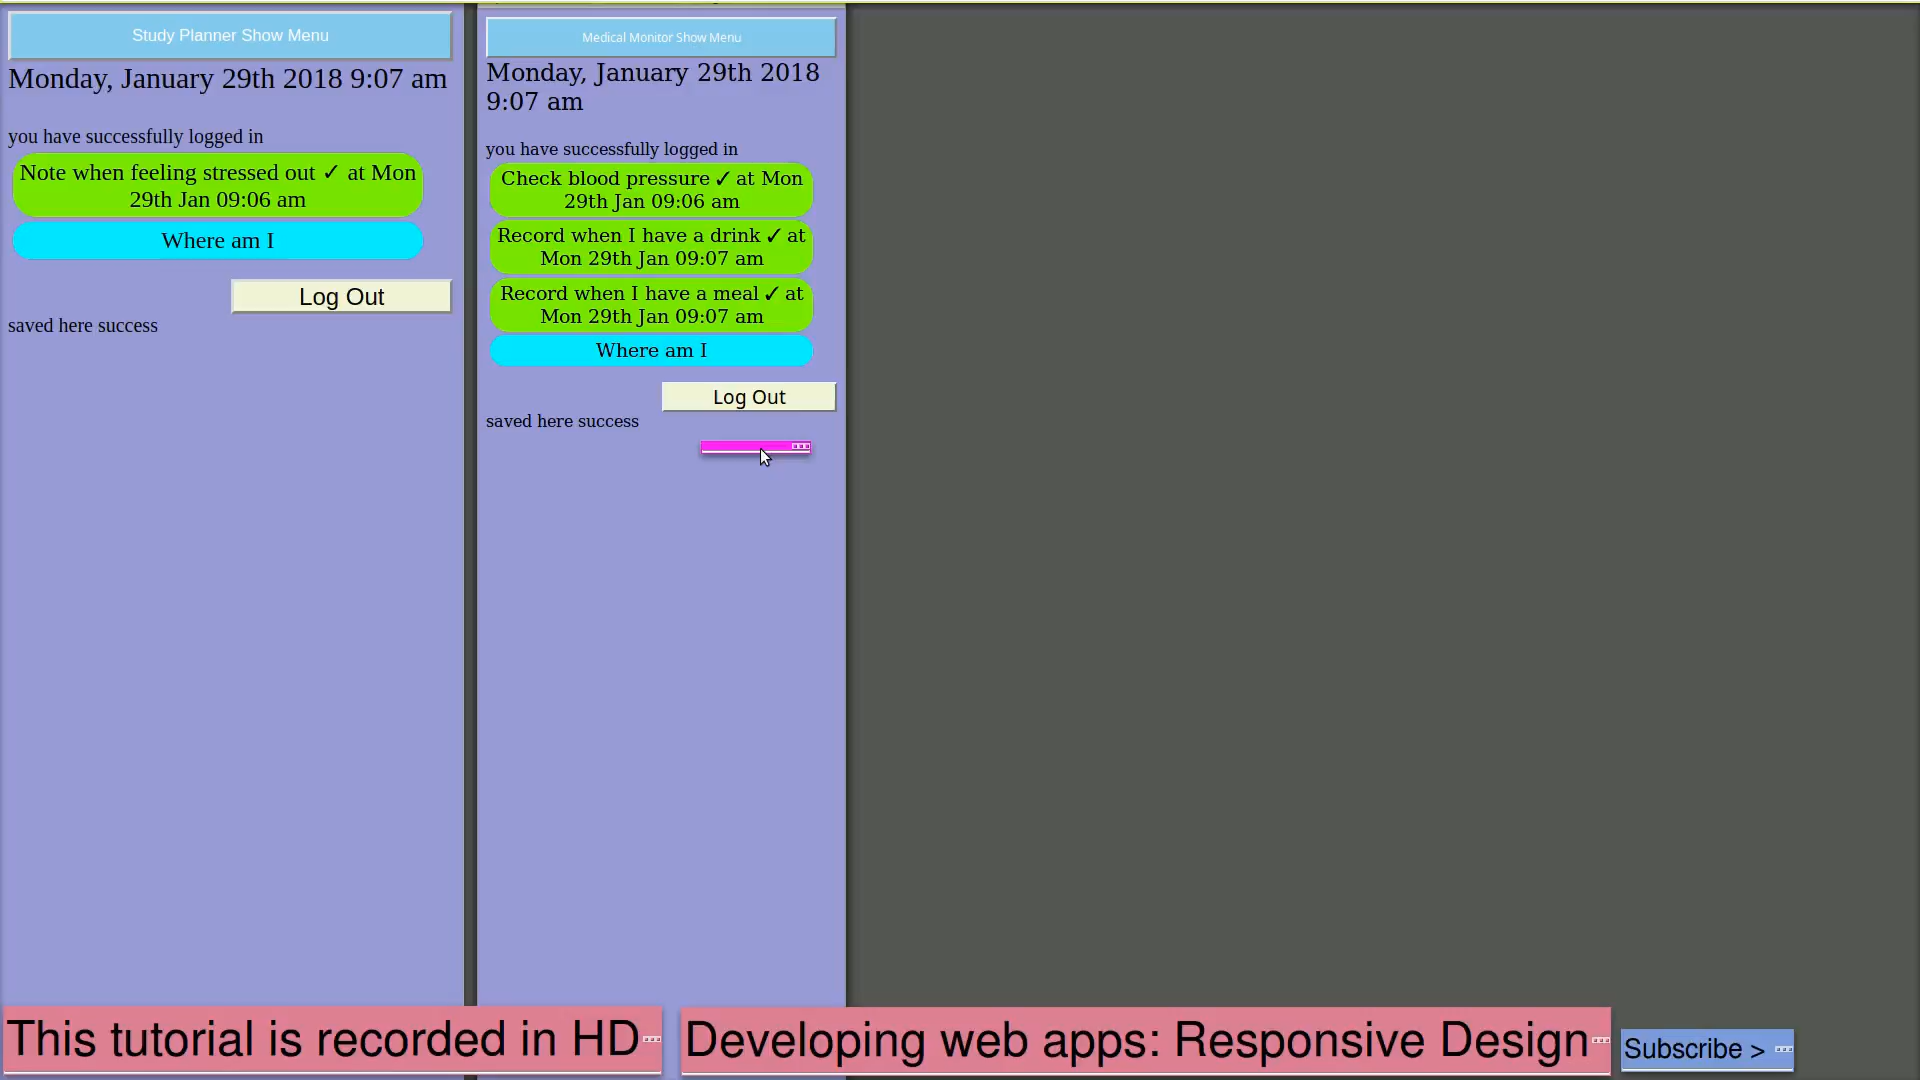 Study Planner Show Menu
Monday, January 29th 2018 9:07 am
you have successfully logged in
Note when feeling stressed out ✓ at Mon
29th Jan 09:06 am
Where am I
Log Out
saved here success
Medical Monitor Show Menu
Monday, January 29th 2018
9:07 am
you have successfully logged in
Check blood pressure ✓ at Mon
29th Jan 09:06 am
Record when I have a drink ✓ at
Mon 29th Jan 09:07 am
Record when I have a meal ✓ at
Mon 29th Jan 09:07 am
Where am I
Log Out
saved here success
This tutorial is recorded in HD
Developing web apps: Responsive Design
Subscribe >